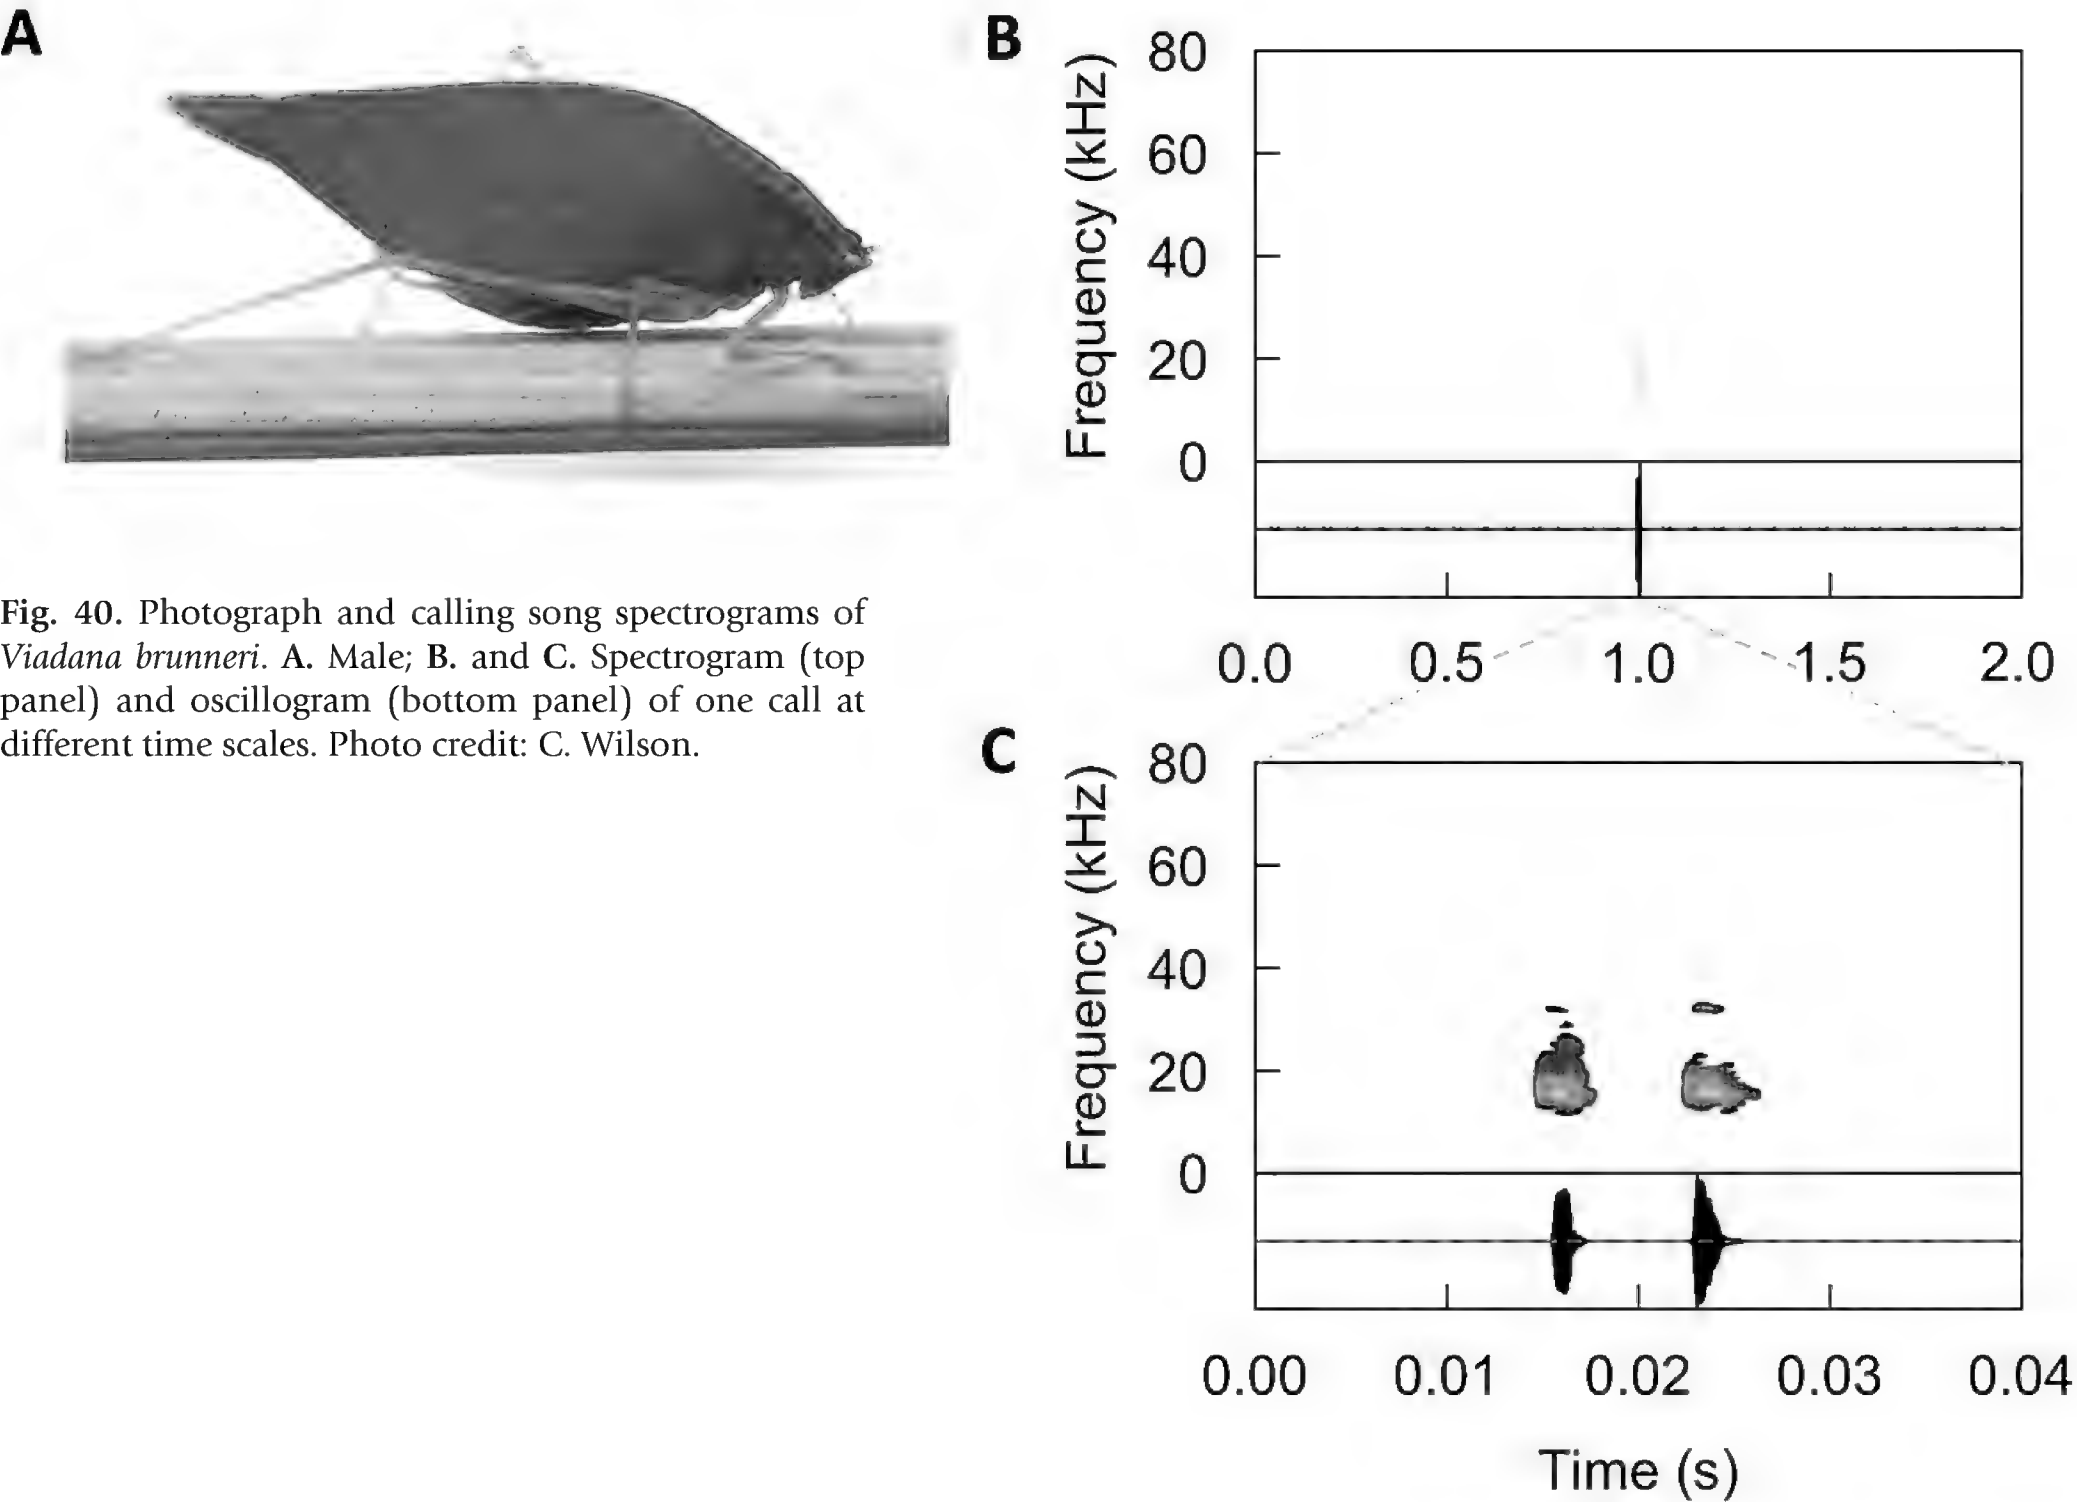 A
Fig. 40. Photograph and calling song spectrograms of
Viadana brunneri. A. Male; B. and C. Spectrogram (top
panel) and oscillogram (bottom panel) of one call at
different time scales. Photo credit: C. Wilson.
B
Frequency (kHz)
80
60
40
20
0
0.0 0.5 1.0 1.5 2.0
C
Frequency (kHz)
80
60
40
20
0
0.00 0.01 0.02 0.03 0.04
Time (s)